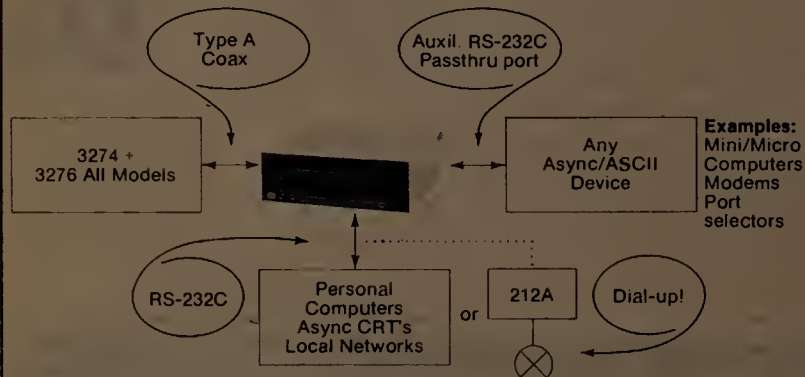 Type A
Coax
Auxil. RS-232C
Passthru port
3274 +
3276 All Models
Any
Async/ASCII
Device
Examples:
Mini/Micro
Computers
Modems
Port
selectors
RS-232C
Personal
Computers
Async CRT's
Local Networks
or
212A
Dial-up!